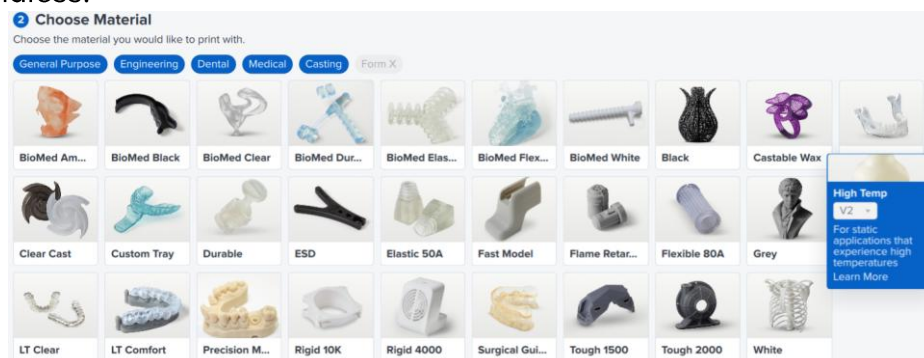 2 Choose Material
Choose the material you would like to print with.
General Purpose Engineering Dental Medical Casting Form X
BioMed Am... BioMed Black BioMed Clear BioMed Dur... BioMed Elas... BioMed Flex... BioMed White Black Castable Wax
High Temp
V2
For static
applications that
experience high
temperatures
Learn More
Clear Cast Custom Tray Durable ESD Elastic 50A Fast Model Flame Retar... Flexible 80A Grey
LT Clear LT Comfort Precision M... Rigid 10K Rigid 4000 Surgical Gui... Tough 1500 Tough 2000 White